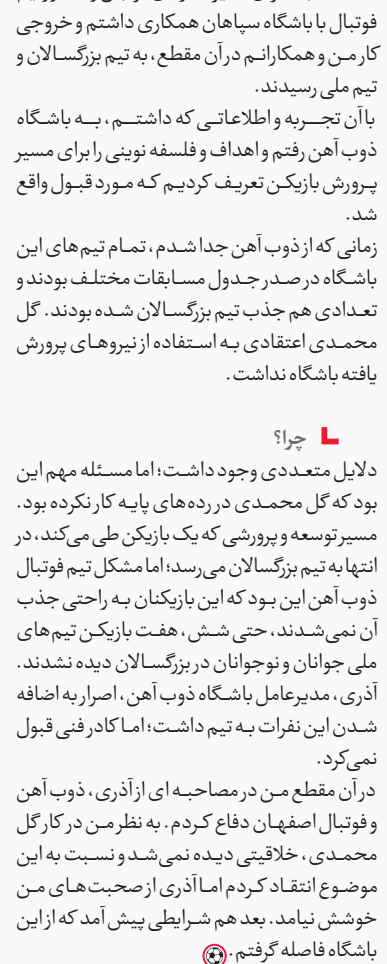 فوتبال با باشگاه سپاهان همکاری داشتم و خروجی
کار من و همکارانم در آن مقطع، به تیم بزرگسالان و
تیم ملی رسیدند.
با آن تجربه و اطلاعاتی که داشتم، به باشگاه
ذوب آهن رفتم و اهداف و فلسفه نوینی را برای مسیر
پرورش بازیکن تعریف کردیم که مورد قبول واقع
شد.
زمانی که از ذوب آهن جدا شدم، تمام تیم‌های این
باشگاه در صدر جدول مسابقات مختلف بودند و
تعدادی هم جذب تیم بزرگسالان شده بودند. گل
محمدی اعتقادی به استفاده از نیروهای پرورش
یافته باشگاه نداشت.
چرا؟
دلایل متعددی وجود داشت؛ اما مسئله مهم این
بود که گل محمدی در رده‌های پایه کار نکرده بود.
مسیر توسعه و پرورشی که یک بازیکن طی می‌کند، در
انتها به تیم بزرگسالان می‌رسد؛ اما مشکل تیم فوتبال
ذوب آهن این بود که این بازیکنان به راحتی جذب
آن نمی‌شدند، حتی شش، هفت بازیکن تیم‌های
ملی جوانان و نوجوانان در بزرگسالان دیده نشدند.
آذری، مدیرعامل باشگاه ذوب آهن، اصرار به اضافه
شدن این نفرات به تیم داشت؛ اما کادر فنی قبول
نمی‌کرد.
در آن مقطع من در مصاحبه ای از آذری، ذوب آهن
و فوتبال اصفهان دفاع کردم. به نظر من در کار گل
محمدی، خلاقیتی دیده نمی‌شد و نسبت به این
موضوع انتقاد کردم اما آذری از صحبت‌های من
خوشش نیامد. بعد هم شرایطی پیش آمد که از این
باشگاه فاصله گرفتم.